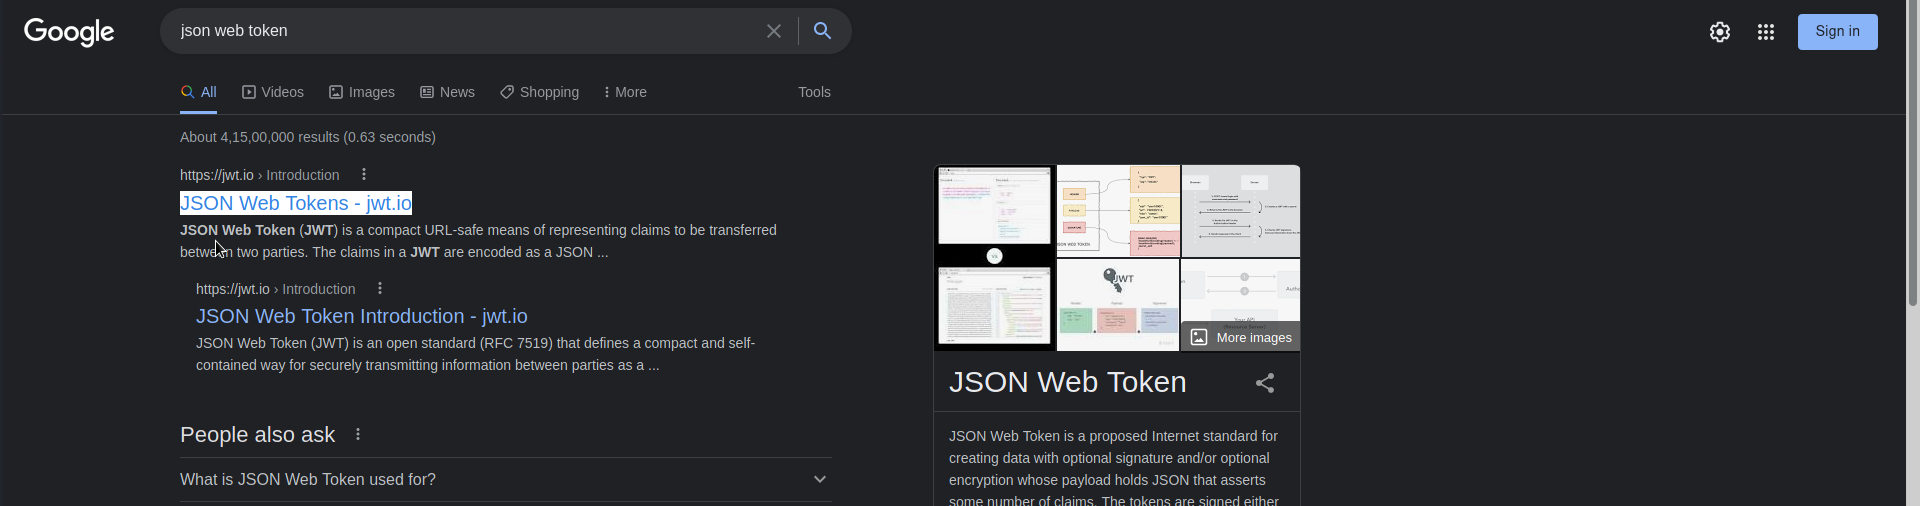 Google
json web token
Sign in
All
Videos
Images
News
Shopping
More
Tools
About 4,15,00,000 results (0.63 seconds)
https://jwt.io › Introduction
JSON Web Tokens - jwt.io
JSON Web Token (JWT) is a compact URL-safe means of representing claims to be transferred
between two parties. The claims in a JWT are encoded as a JSON ...
https://jwt.io › Introduction
JSON Web Token Introduction - jwt.io
JSON Web Token (JWT) is an open standard (RFC 7519) that defines a compact and self-
contained way for securely transmitting information between parties as a ...
People also ask
What is JSON Web Token used for?
JWT
More images
JSON Web Token
JSON Web Token is a proposed Internet standard for
creating data with optional signature and/or optional
encryption whose payload holds JSON that asserts
some number of claims. The tokens are signed either